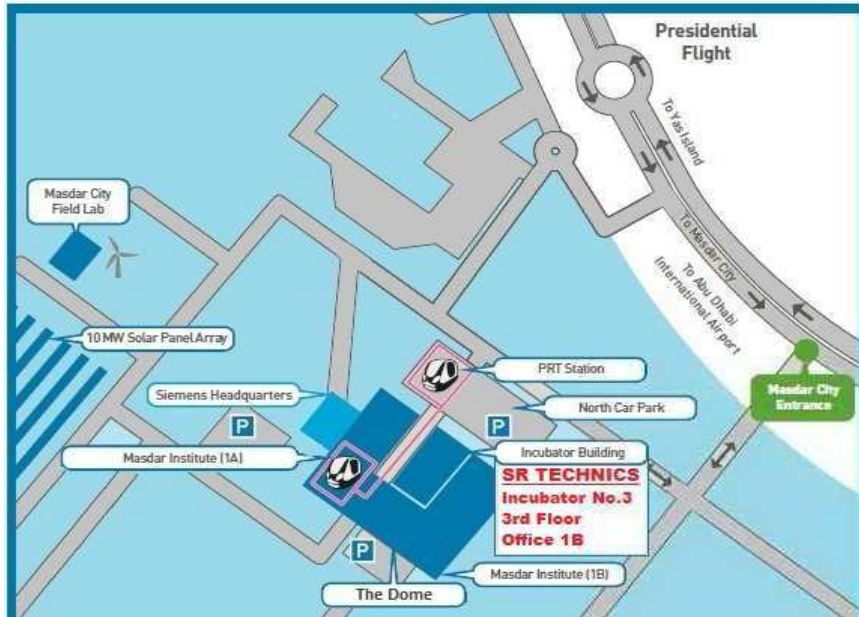 Presidential
Flight
To Yas Island
Masdar City
Field Lab
To Masdar City
To Abu Dhabi
International Airport
10 MW Solar Panel Array
PRT Station
Masdar City
Entrance
Siemens Headquarters
North Car Park
P
P
Masdar Institute (1A)
Incubator Building
SR TECHNICS
Incubator No.3
3rd Floor
Office 1B
P
Masdar Institute (1B)
The Dome